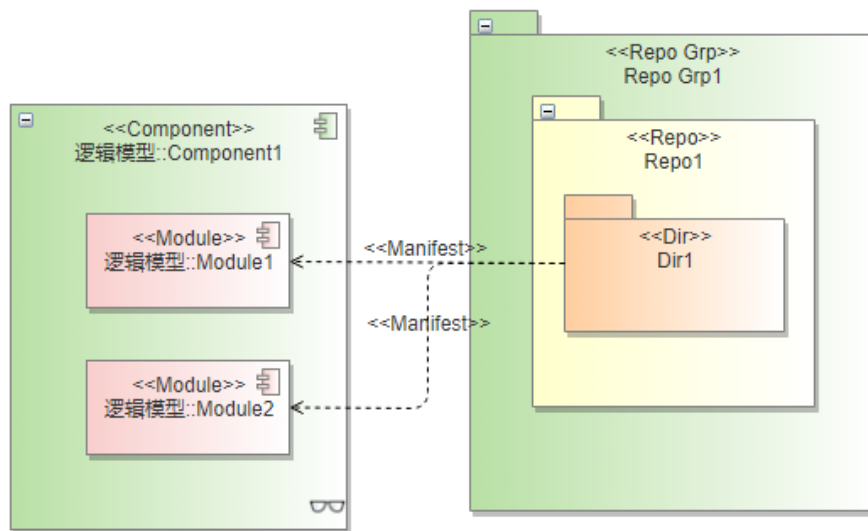 <<Component>>
逻辑模型::Component1
<<Module>>
逻辑模型::Module1
<<Module>>
逻辑模型::Module2
<<Manifest>>
<<Manifest>>
<<Repo Grp>>
Repo Grp1
<<Repo>>
Repo1
<<Dir>>
Dir1